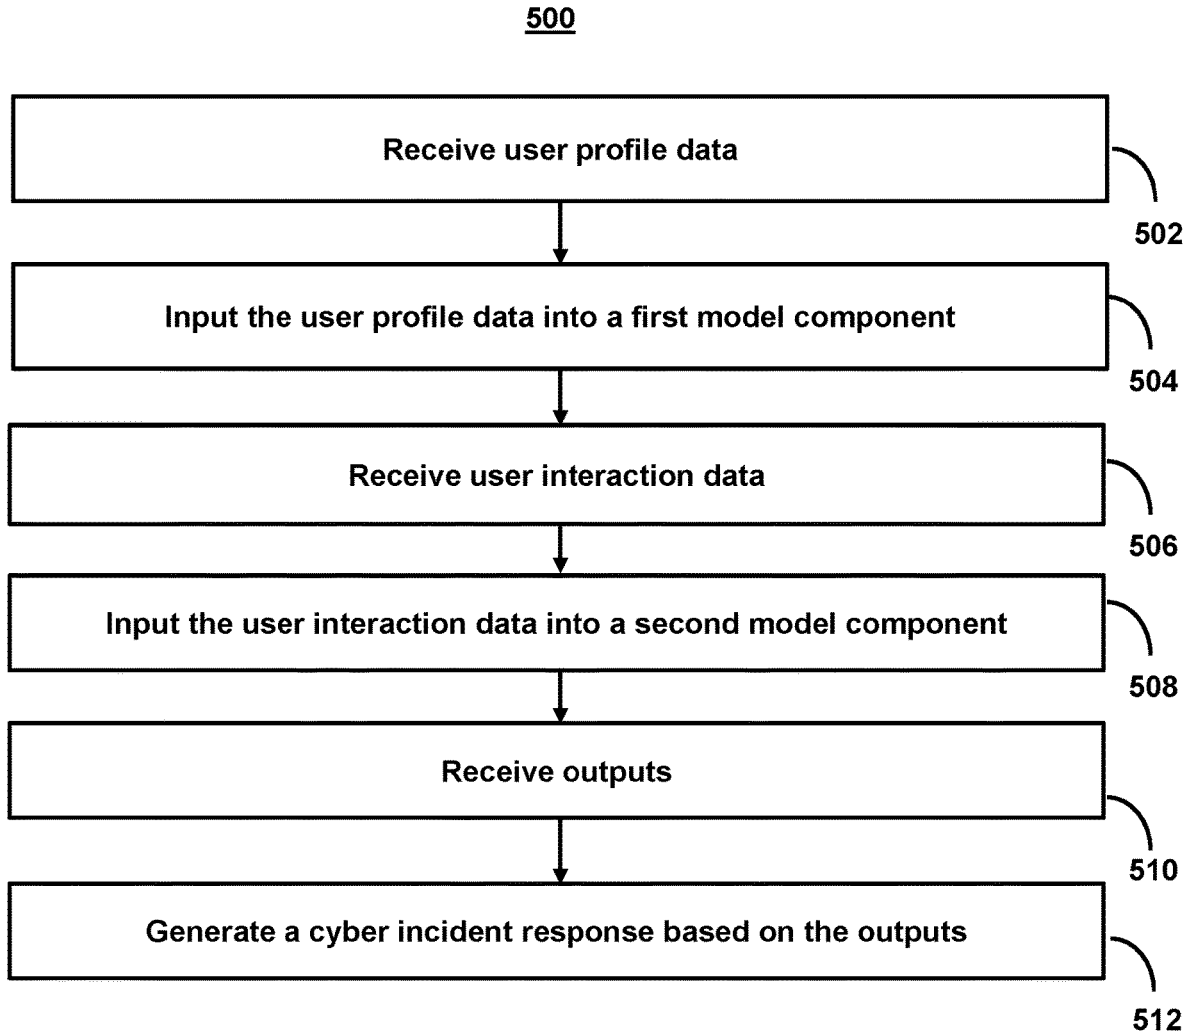 500
Receive user profile data
502
Input the user profile data into a first model component
504
Receive user interaction data
506
Input the user interaction data into a second model component
508
Receive outputs
510
Generate a cyber incident response based on the outputs
512